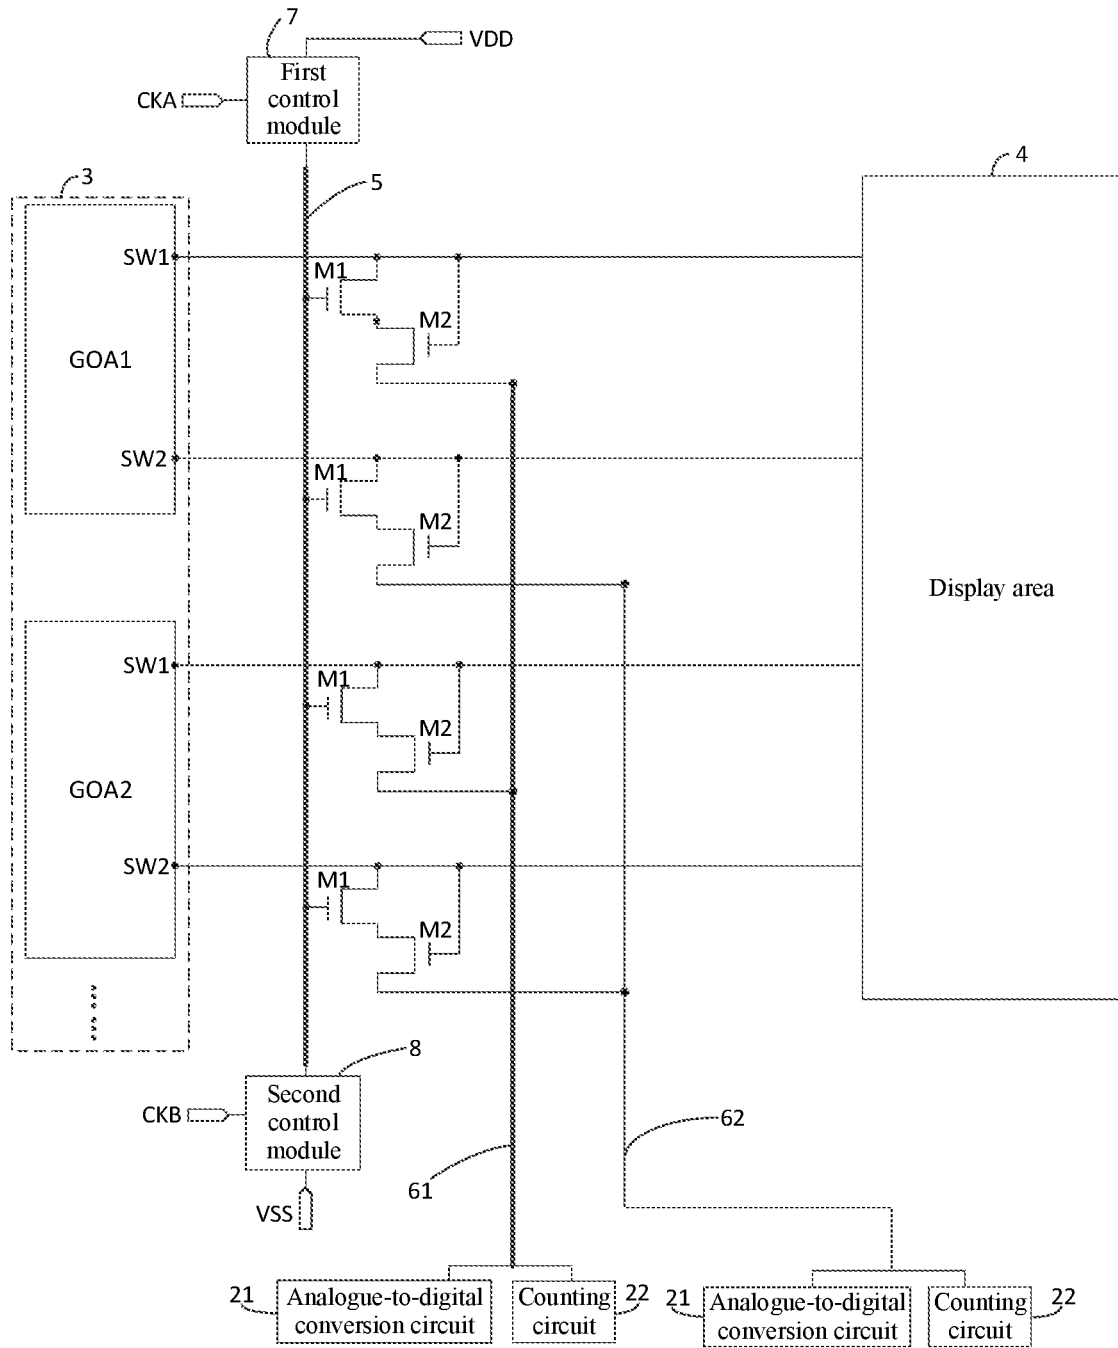 7
VDD
First
control
module
CKA
3
5
4
SW1
M1
M2
GOA1
SW2
M1
M2
Display area
SW1
M1
M2
GOA2
SW2
M1
M2
8
Second
control
module
CKB
62
61
VSS
21
Analogue-to-digital
conversion circuit
Counting
circuit
22
21
Analogue-to-digital
conversion circuit
Counting
circuit
22